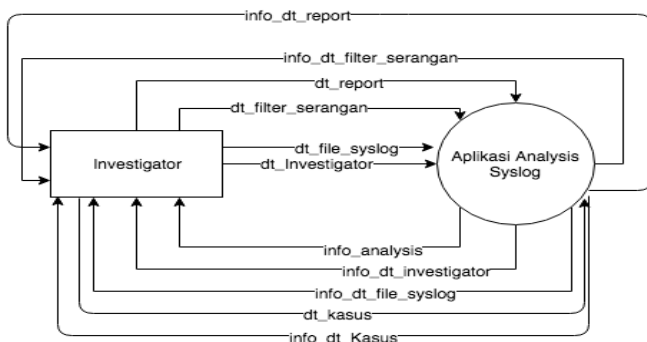 info_dt_report
info_dt_filter_serangan
dt_report
dt_filter_serangan
dt_file_syslog
dt_Investigator
Investigator
Aplikasi Analysis
Syslog
info_analysis
info_dt_investigator
info_dt_file_syslog
dt_kasus
info_dt_Kasus